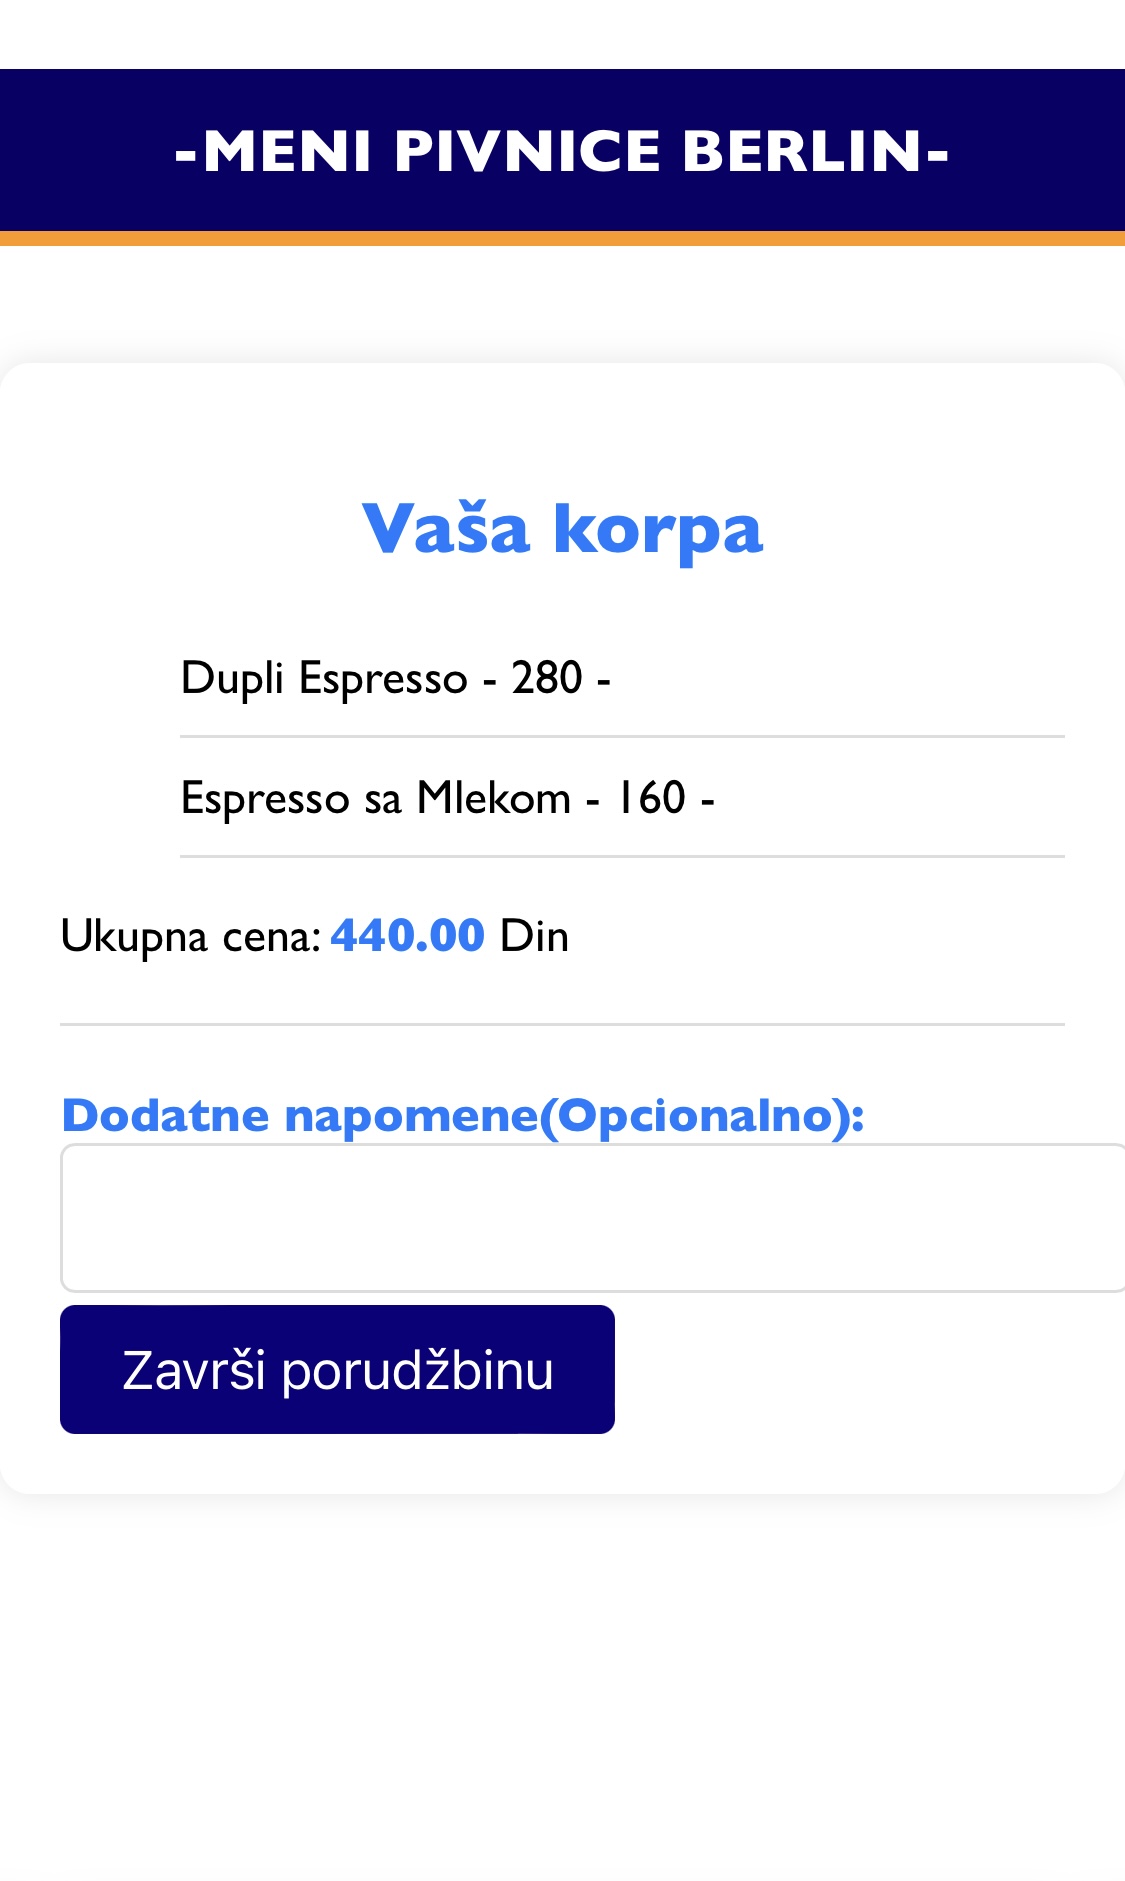 -MENI PIVNICE BERLIN-
Vaša korpa
Dupli Espresso - 280 -
Espresso sa Mlekom - 160 -
Ukupna cena: 440.00 Din
Dodatne napomene(Opcionalno):
Završi porudžbinu